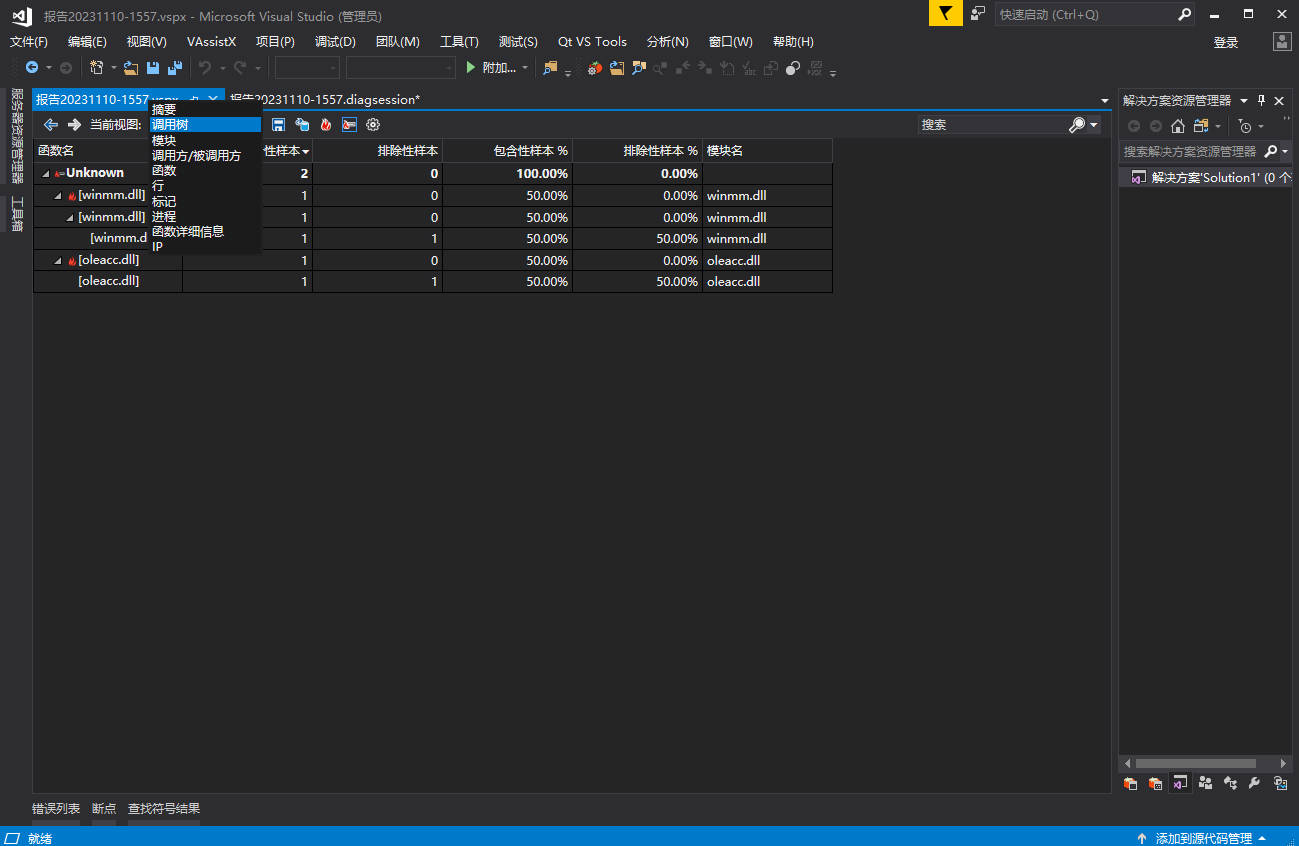 报告20231110-1557.vspx - Microsoft Visual Studio (管理员)
快速启动 (Ctrl+Q)
文件(F) 编辑(E) 视图(V) VAssistX 项目(P) 调试(D) 团队(M) 工具(T) 测试(S) Qt VS Tools 分析(N) 窗口(W) 帮助(H)
登录
附加...
服务器资源管理器
工具箱
报告20231110-1557.vspx
报告20231110-1557.diagsession*
当前视图:
搜索
摘要
调用树
模块
调用方/被调用方
函数
行
标记
进程
函数详细信息
IP
函数名 性样本 排除性样本 包含性样本 % 排除性样本 % 模块名
Unknown 2 0 100.00% 0.00%
[winmm.dll] 1 0 50.00% 0.00% winmm.dll
[winmm.dll] 1 0 50.00% 0.00% winmm.dll
[winmm.d 1 1 50.00% 50.00% winmm.dll
[oleacc.dll] 1 0 50.00% 0.00% oleacc.dll
[oleacc.dll] 1 1 50.00% 50.00% oleacc.dll
解决方案资源管理器
搜索解决方案资源管理器
解决方案'Solution1' (0 个
错误列表 断点 查找符号结果
就绪
添加到源代码管理